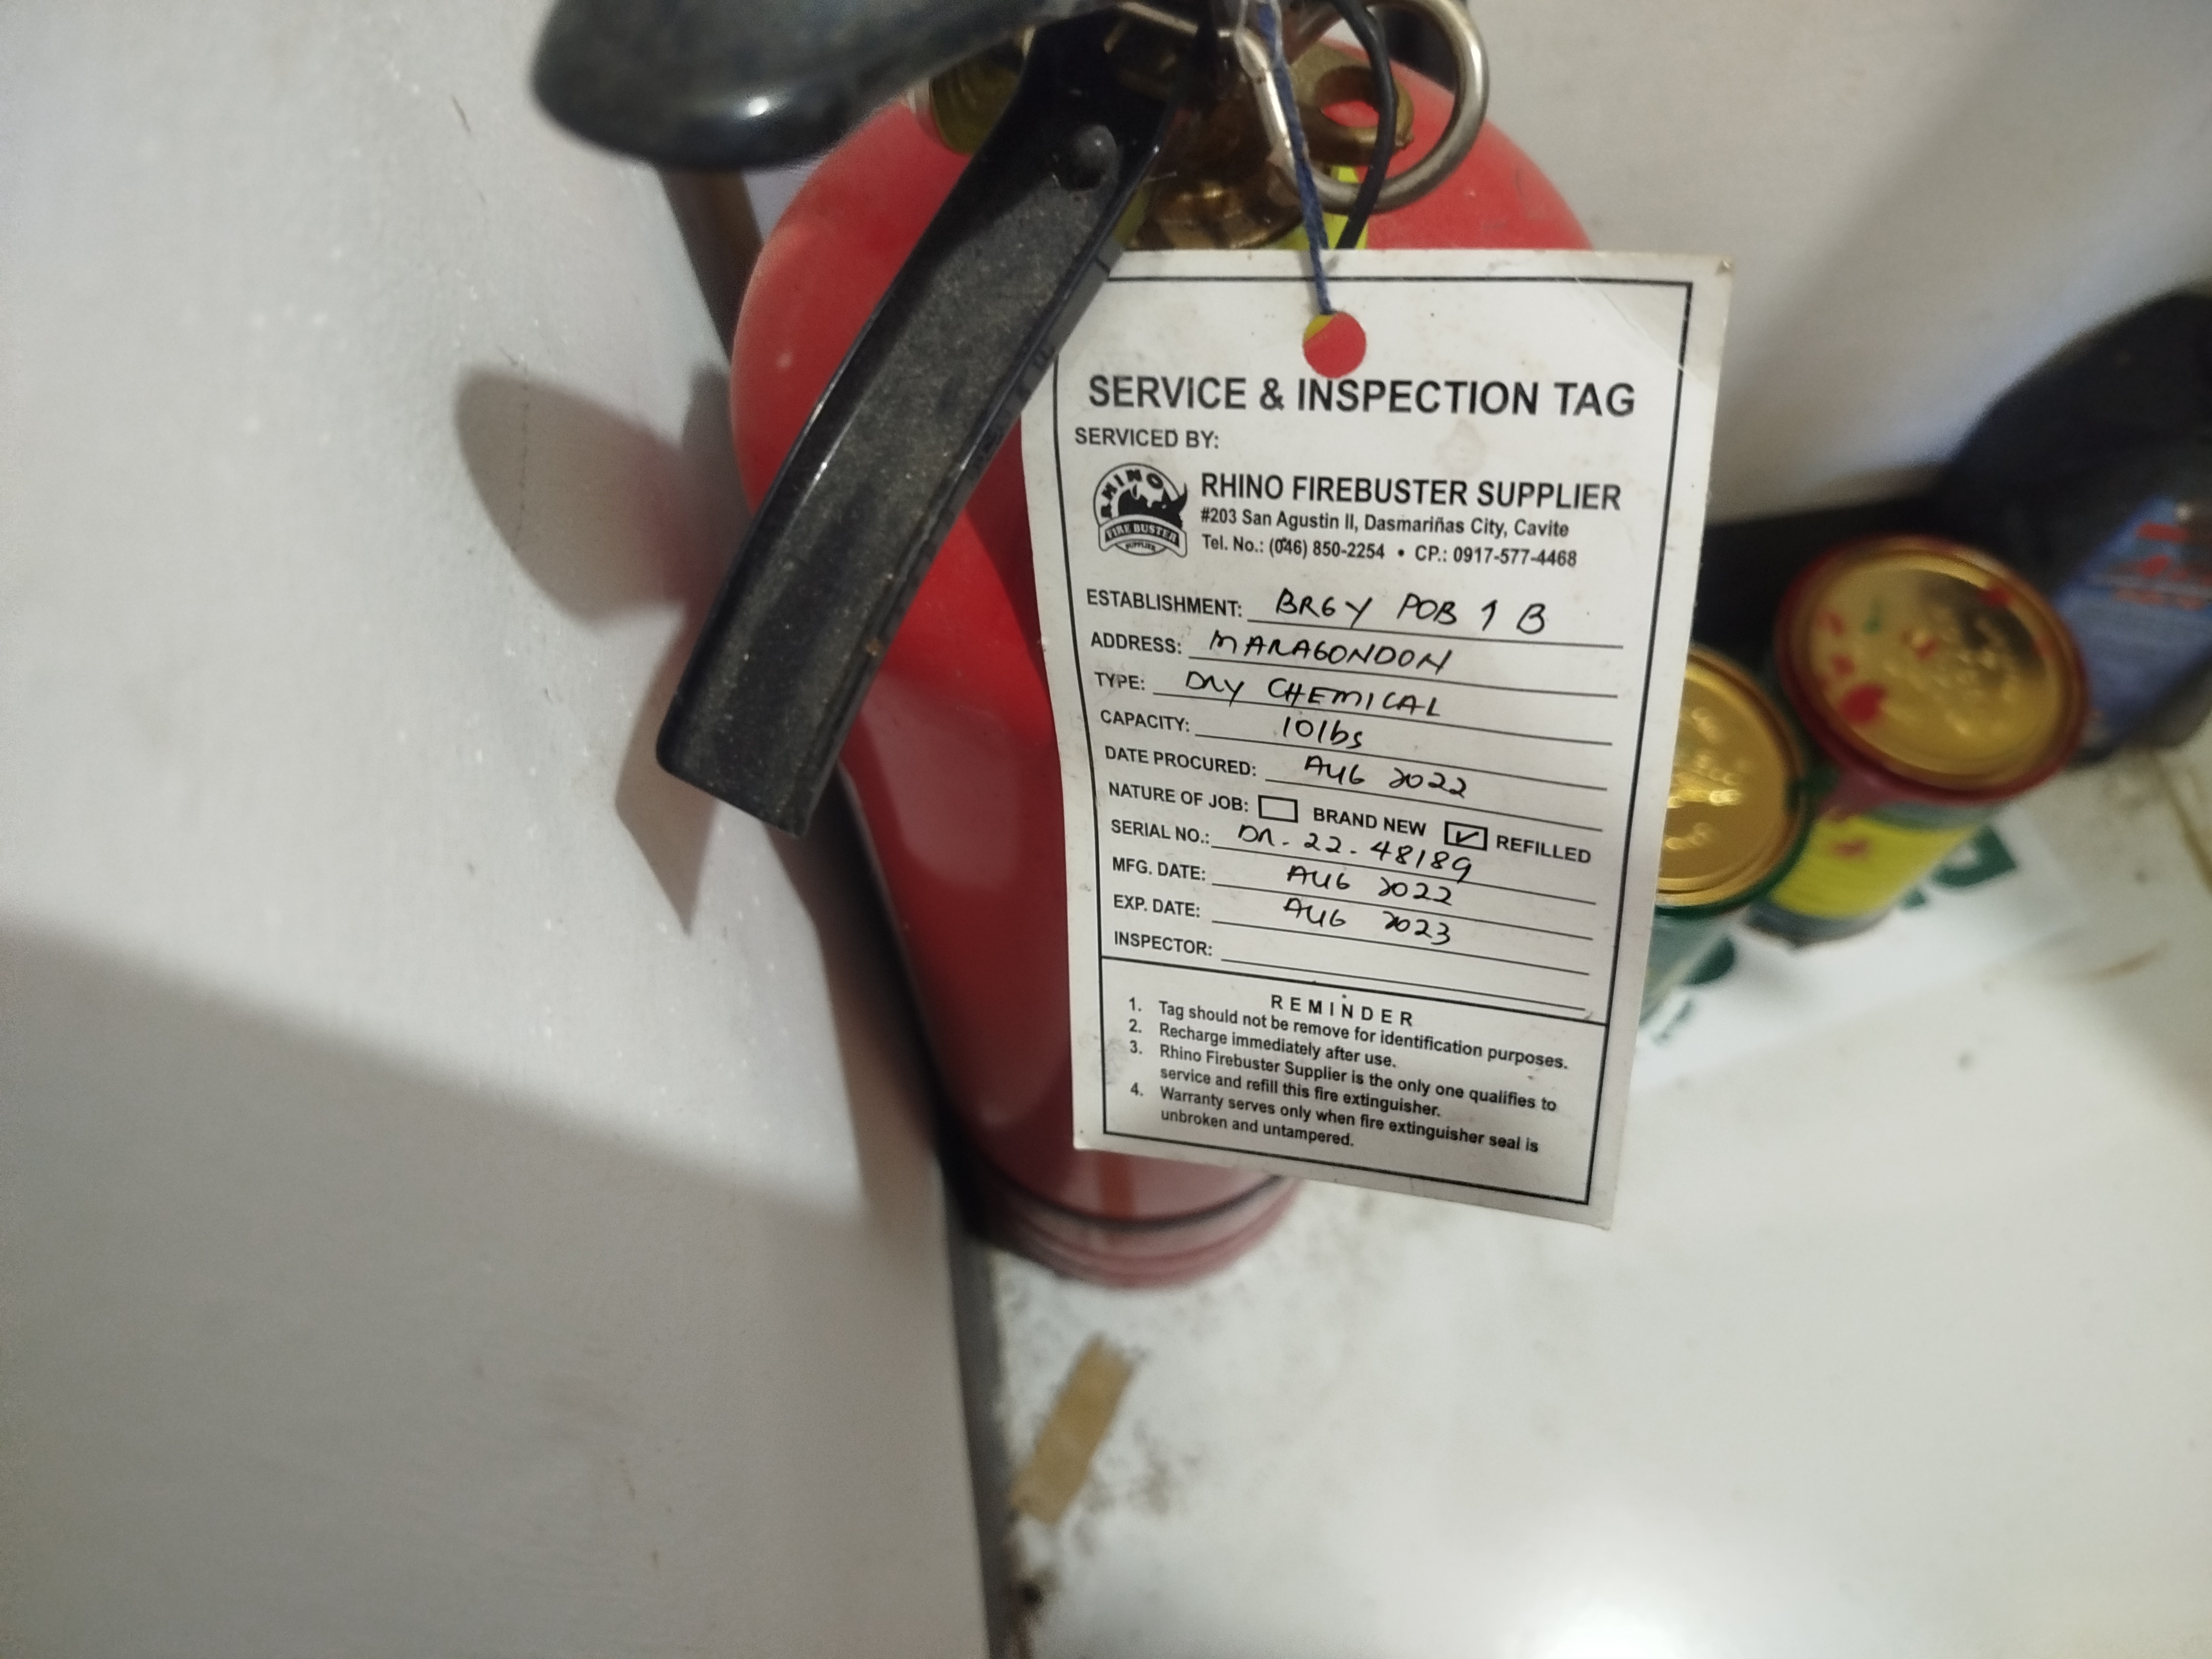 SERVICE & INSPECTION TAG
SERVICED BY:
RHINO
FIRE BUSTER
SUPPLIER
RHINO FIREBUSTER SUPPLIER
#203 San Agustin II, Dasmariñas City, Cavite
Tel. No.: (046) 850-2254 • CP.: 0917-577-4468
ESTABLISHMENT: BRGY POB 1 B
ADDRESS: MARAGONDON
TYPE: DRY CHEMICAL
CAPACITY: 10lbs
DATE PROCURED: AUG 2022
NATURE OF JOB: BRAND NEW ✓ REFILLED
SERIAL NO.: DR-22-48189
MFG. DATE: AUG 2022
EXP. DATE: AUG 2023
INSPECTOR:
REMINDER
1. Tag should not be remove for identification purposes.
2. Recharge immediately after use.
3. Rhino Firebuster Supplier is the only one qualifies to
service and refill this fire extinguisher.
4. Warranty serves only when fire extinguisher seal is
unbroken and untampered.